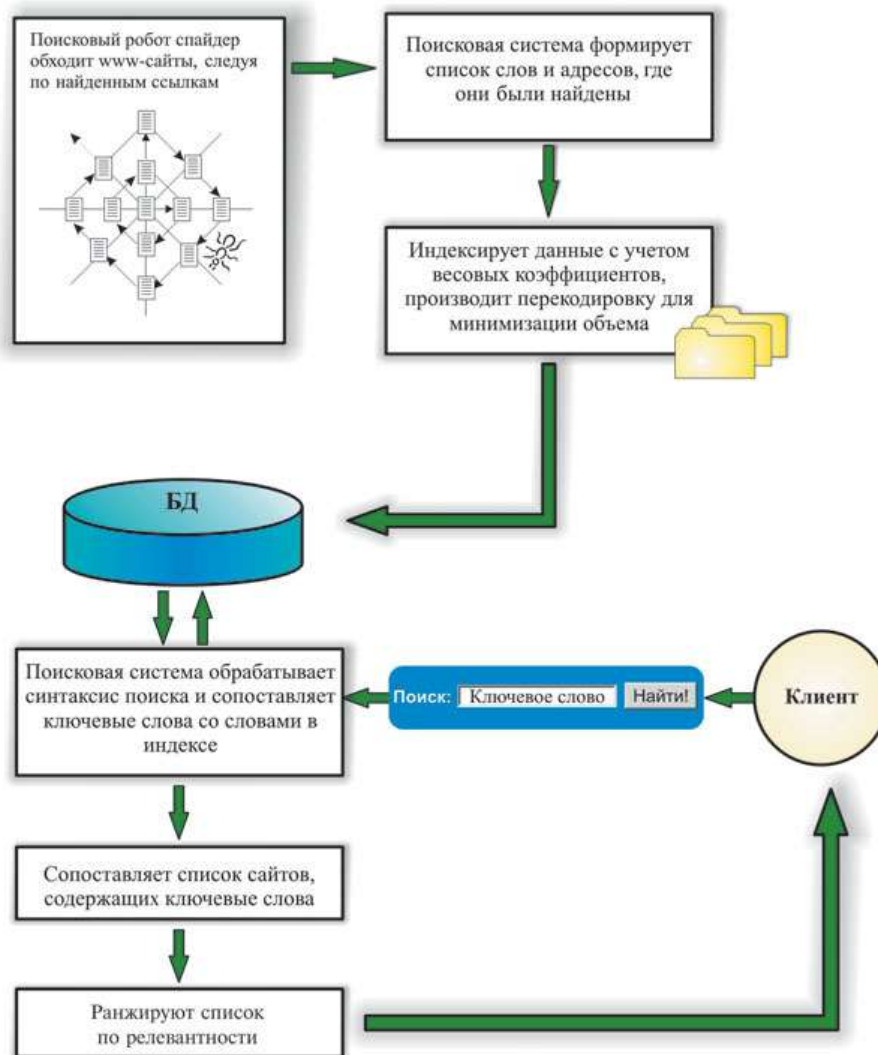 Поисковый робот спайдер
обходит www-сайты, следуя
по найденным ссылкам
Поисковая система формирует
список слов и адресов, где
они были найдены
Индексирует данные с учетом
весовых коэффициентов,
производит перекодировку для
минимизации объема
БД
Поисковая система обрабатывает
синтаксис поиска и сопоставляет
ключевые слова со словами в
индексе
Поиск: Ключевое слово Найти!
Клиент
Сопоставляет список сайтов,
содержащих ключевые слова
Ранжируют список
по релевантности